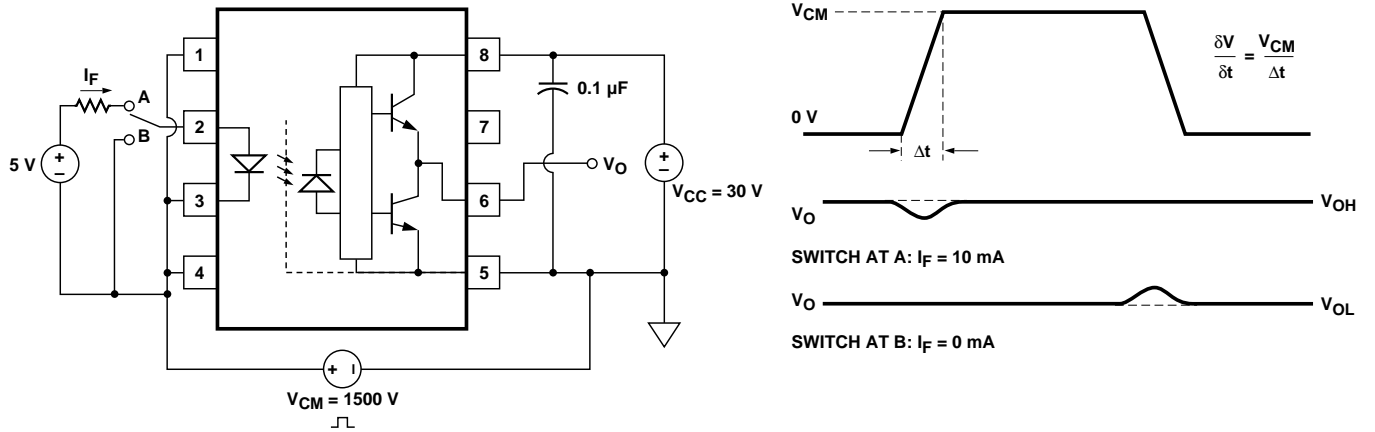 I_F
A
B
5 V
+
–
1
2
3
4
8
7
6
5
0.1 µF
V_O
+
–
V_CC = 30 V
+ –
V_CM = 1500 V
V_CM
0 V
Δt
δV/δt = V_CM/Δt
V_O
V_OH
SWITCH AT A: I_F = 10 mA
V_O
V_OL
SWITCH AT B: I_F = 0 mA